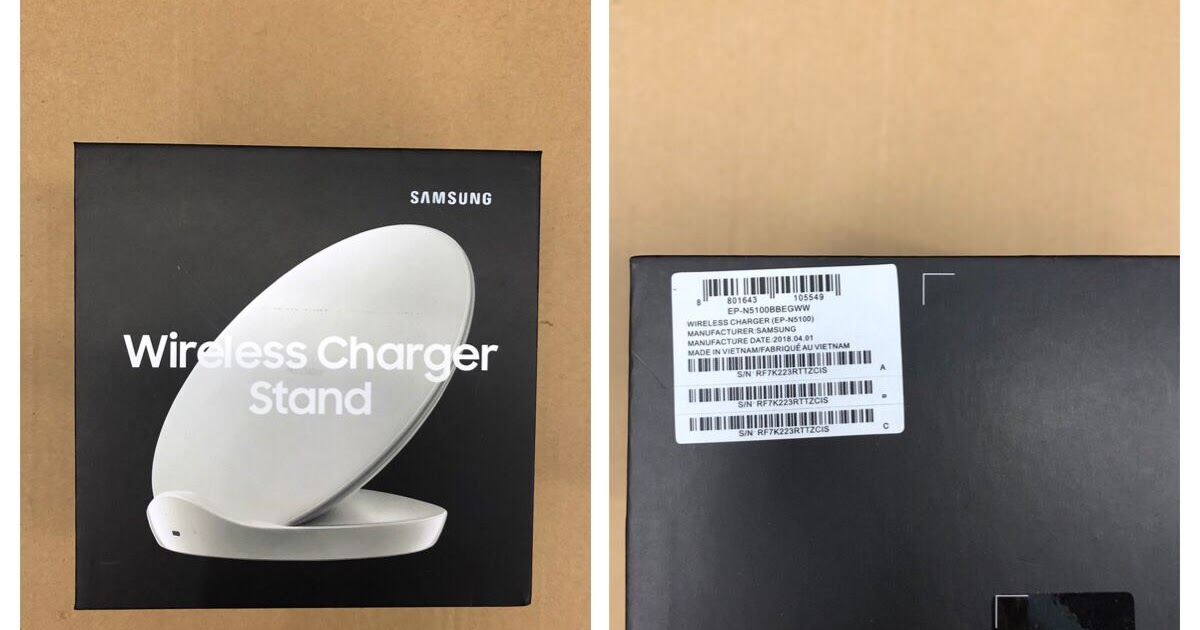 SAMSUNG
Wireless Charger
Stand
8 801643 105549
EP-N5100BBEGWW
WIRELESS CHARGER (EP-N5100)
MANUFACTURER:SAMSUNG
MANUFACTURE DATE:2018.04.01
MADE IN VIETNAM/FABRIQUÉ AU VIETNAM
S/N: RF7K223RTTZCIS A
S/N: RF7K223RTTZCIS B
S/N: RF7K223RTTZCIS C